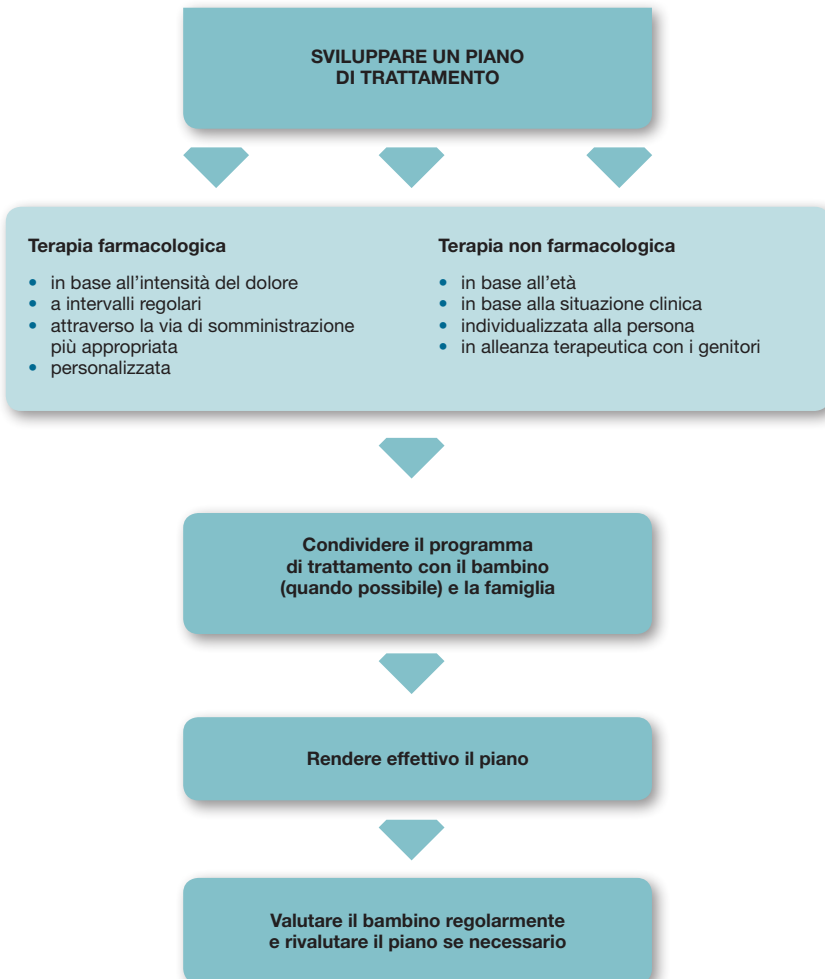 SVILUPPARE UN PIANO
DI TRATTAMENTO
Terapia farmacologica
• in base all'intensità del dolore
• a intervalli regolari
• attraverso la via di somministrazione
più appropriata
• personalizzata
Terapia non farmacologica
• in base all'età
• in base alla situazione clinica
• individualizzata alla persona
• in alleanza terapeutica con i genitori
Condividere il programma
di trattamento con il bambino
(quando possibile) e la famiglia
Rendere effettivo il piano
Valutare il bambino regolarmente
e rivalutare il piano se necessario